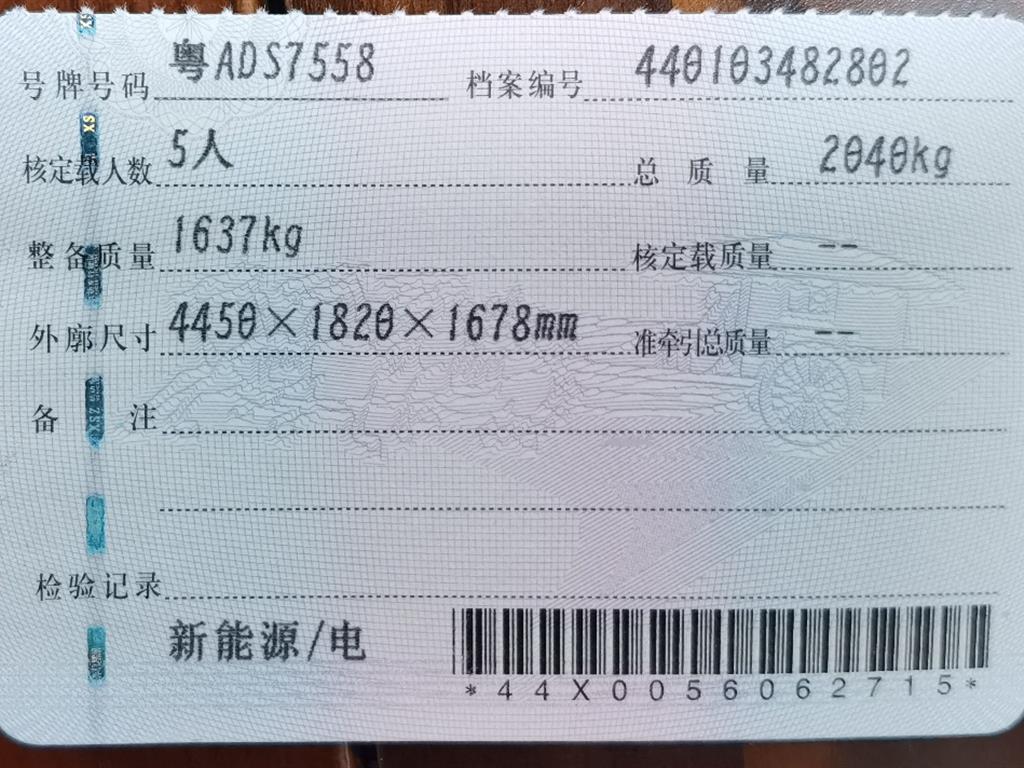 号牌号码 粤ADS7558 档案编号 440103482802
核定载人数 5人 总质量 2040kg
整备质量 1637kg 核定载质量 --
外廓尺寸 4450×1820×1678mm 准牵引总质量 --
备注
检验记录
新能源/电
*44X0056062715*